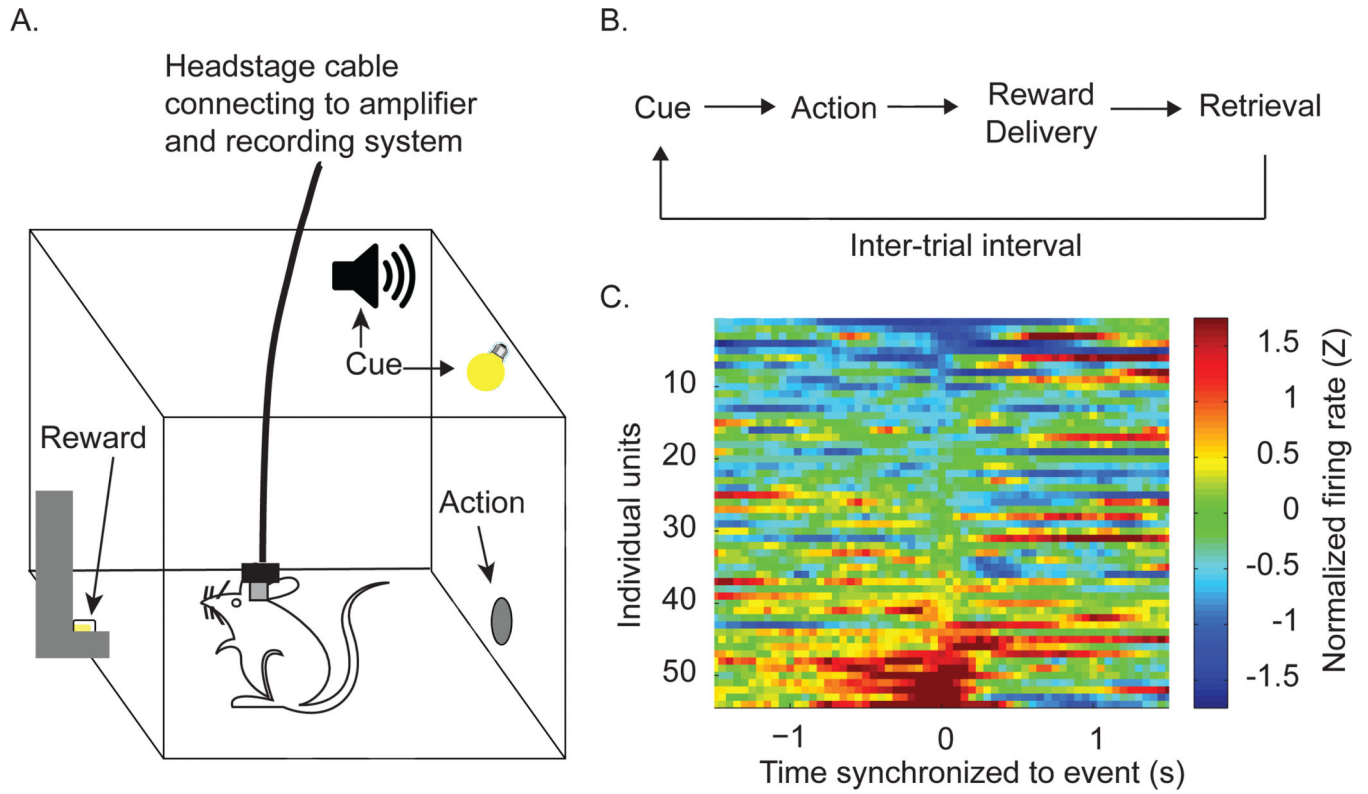 A.
Headstage cable
connecting to amplifier
and recording system
Cue
Reward
Action
B.
Cue
Action
Reward
Delivery
Retrieval
Inter-trial interval
C.
Individual units
10
20
30
40
50
−1
0
1
Time synchronized to event (s)
1.5
1
0.5
0
-0.5
-1
-1.5
Normalized firing rate (Z)